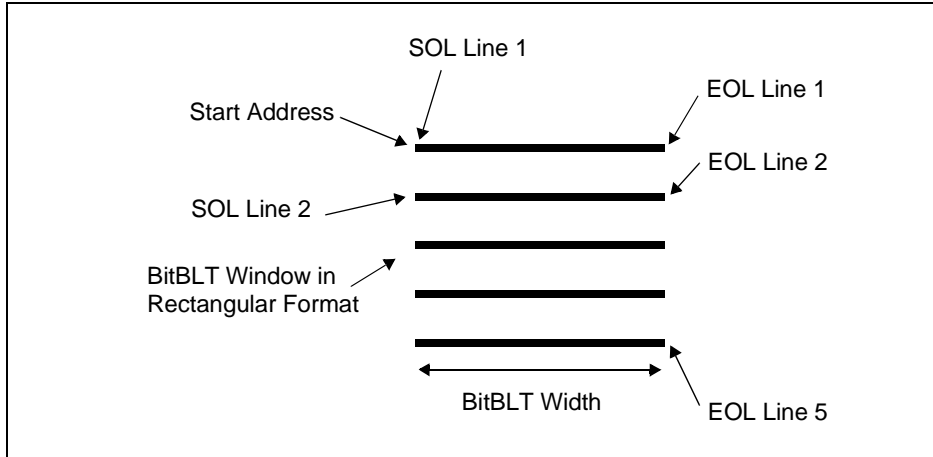 SOL Line 1
EOL Line 1
Start Address
EOL Line 2
SOL Line 2
BitBLT Window in
Rectangular Format
BitBLT Width
EOL Line 5